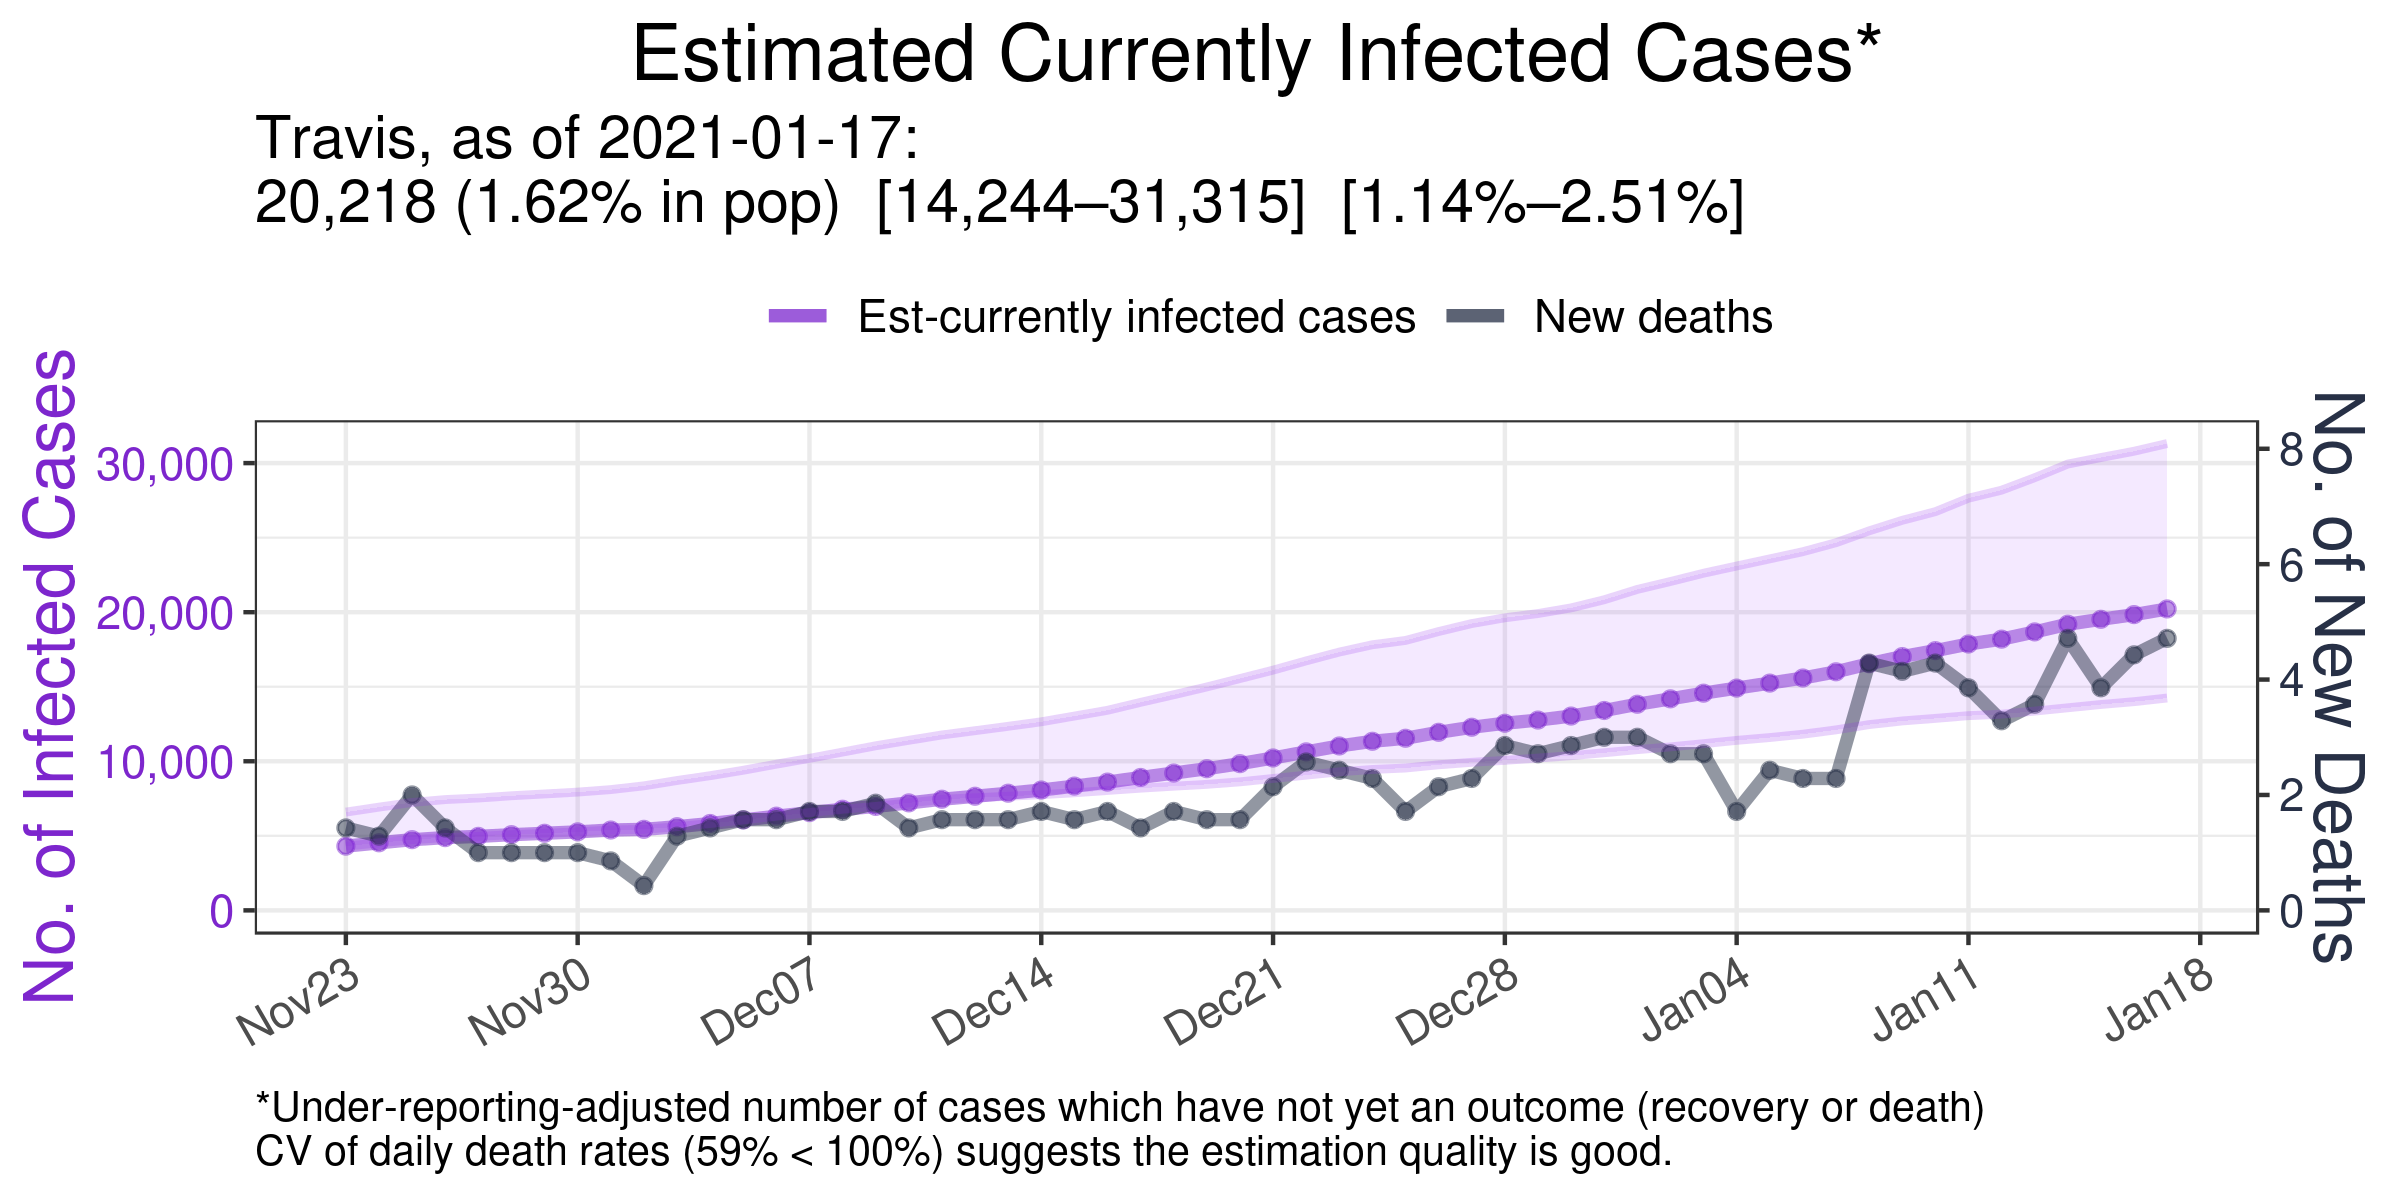 Estimated Currently Infected Cases*
Travis, as of 2021-01-17:
20,218 (1.62% in pop)  [14,244–31,315]  [1.14%–2.51%]
Est-currently infected cases
New deaths
No. of Infected Cases
30,000
20,000
10,000
0
8
6
4
2
0
No. of New Deaths
Nov23
Nov30
Dec07
Dec14
Dec21
Dec28
Jan04
Jan11
Jan18
*Under-reporting-adjusted number of cases which have not yet an outcome (recovery or death)
CV of daily death rates (59% < 100%) suggests the estimation quality is good.